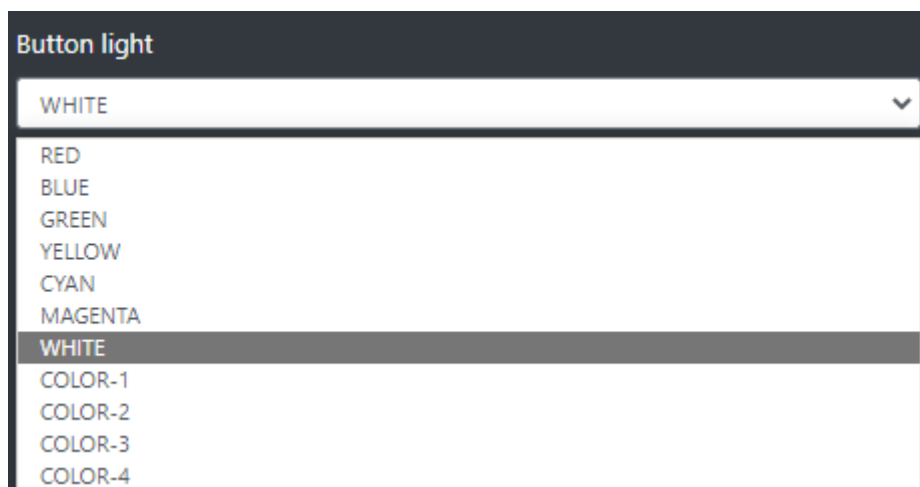 Button light
WHITE
RED
BLUE
GREEN
YELLOW
CYAN
MAGENTA
WHITE
COLOR-1
COLOR-2
COLOR-3
COLOR-4